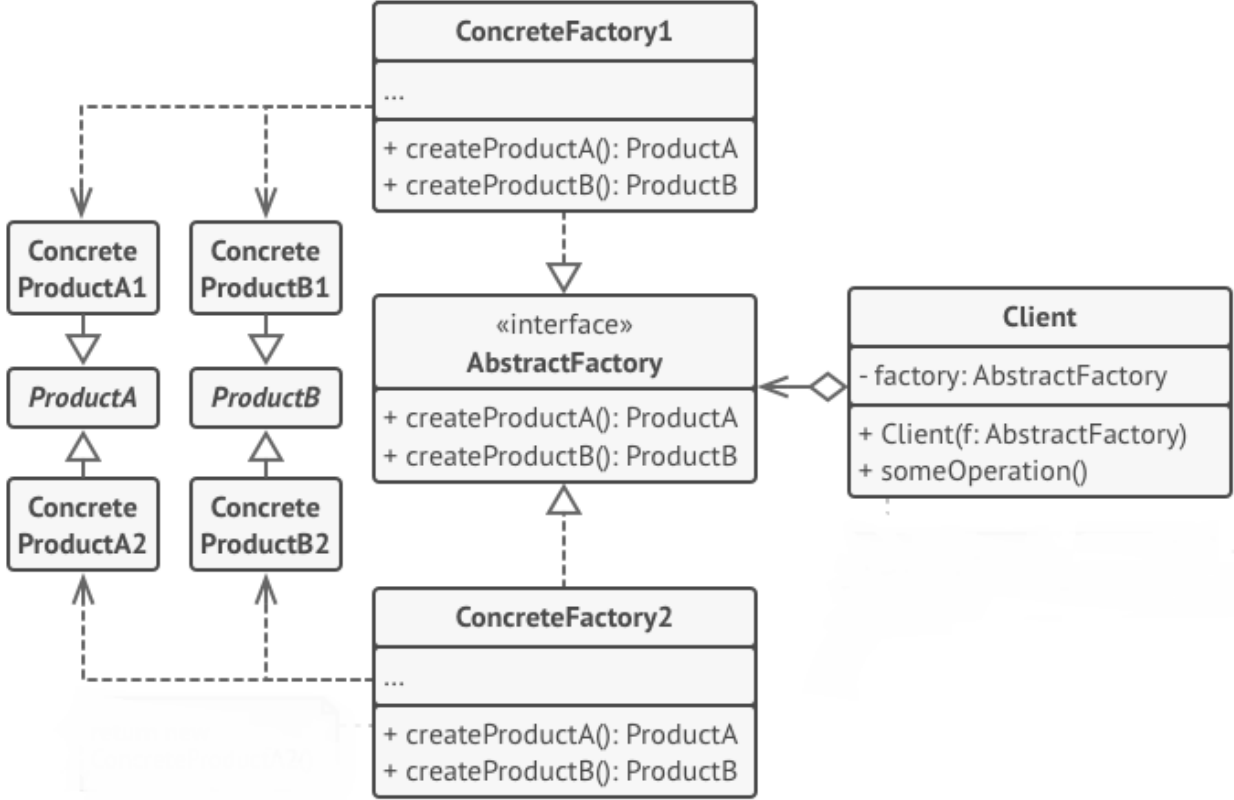 ConcreteFactory1
...
+ createProductA(): ProductA
+ createProductB(): ProductB
Concrete
ProductA1
Concrete
ProductB1
ProductA
ProductB
Concrete
ProductA2
Concrete
ProductB2
«interface»
AbstractFactory
+ createProductA(): ProductA
+ createProductB(): ProductB
Client
- factory: AbstractFactory
+ Client(f: AbstractFactory)
+ someOperation()
ConcreteFactory2
...
+ createProductA(): ProductA
+ createProductB(): ProductB